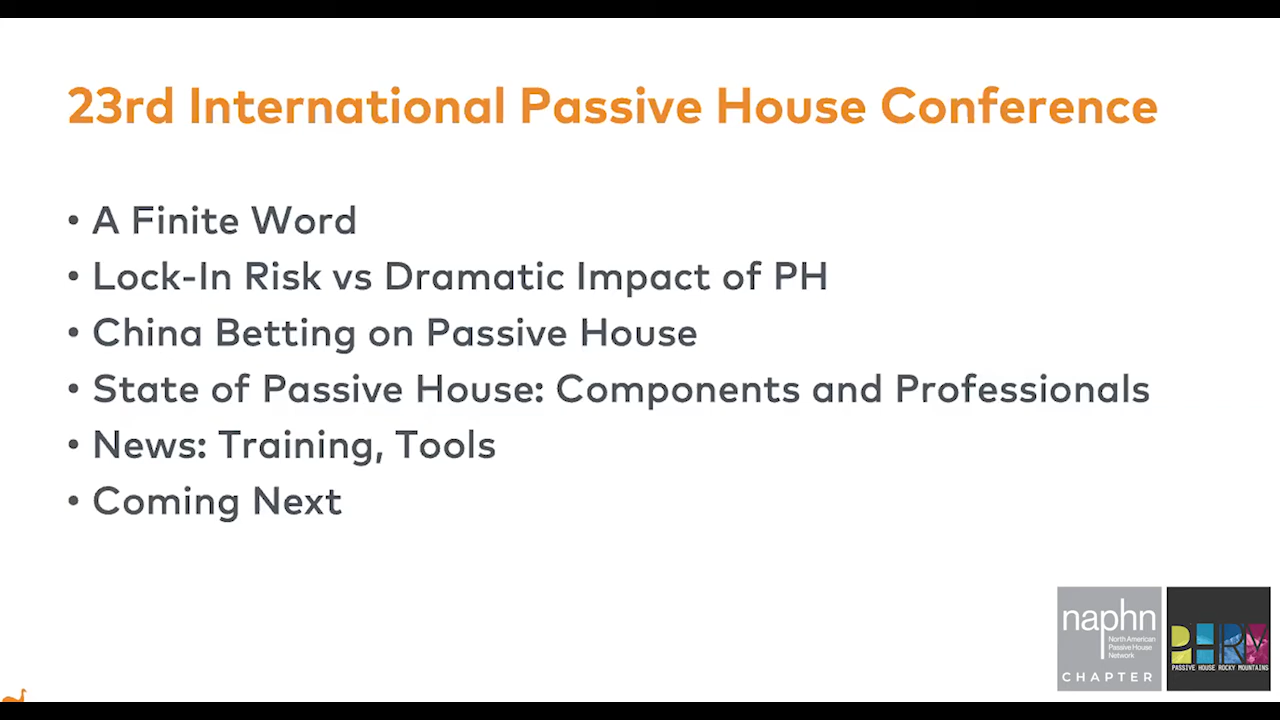 23rd International Passive House Conference
• A Finite Word
• Lock-In Risk vs Dramatic Impact of PH
• China Betting on Passive House
• State of Passive House: Components and Professionals
• News: Training, Tools
• Coming Next
naphn
North American
Passive House
Network
CHAPTER
PHRM
PASSIVE HOUSE ROCKY MOUNTAINS